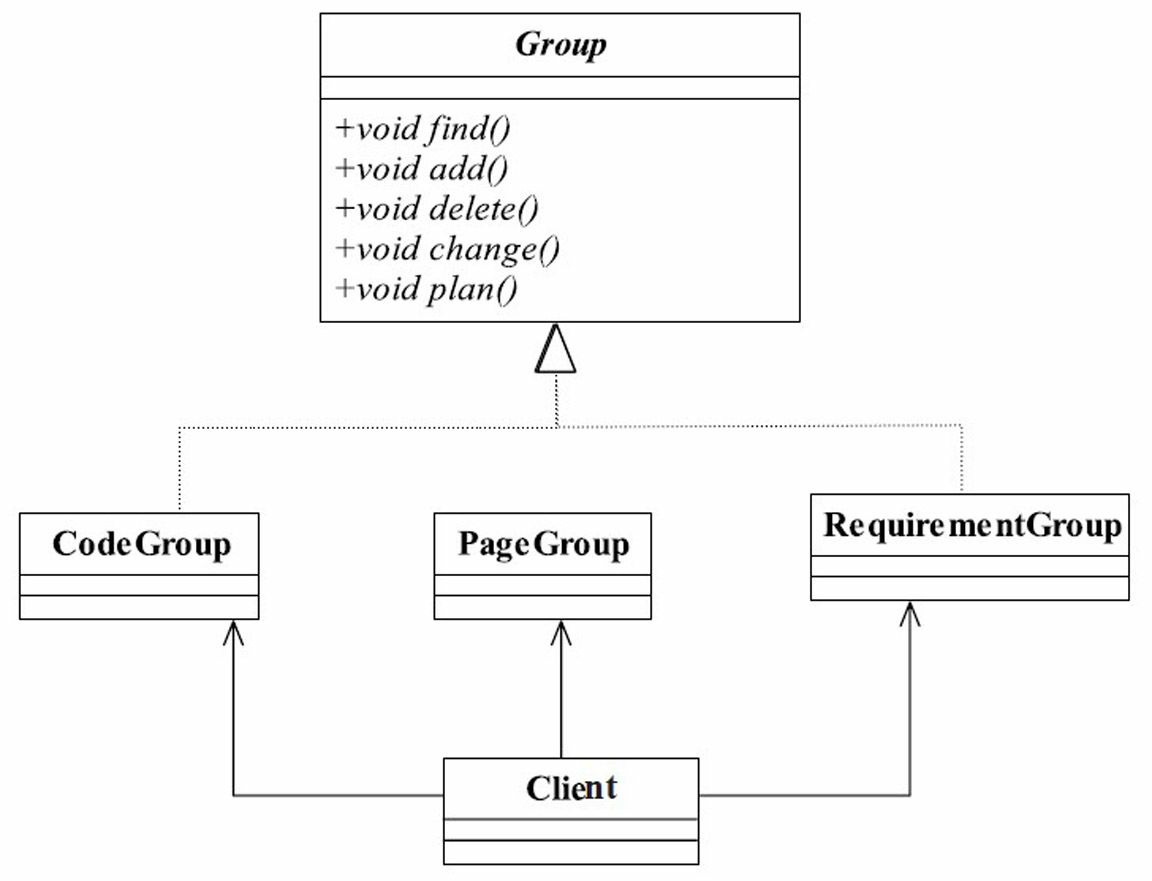 Group
+void find()
+void add()
+void delete()
+void change()
+void plan()
CodeGroup
PageGroup
RequirementGroup
Client